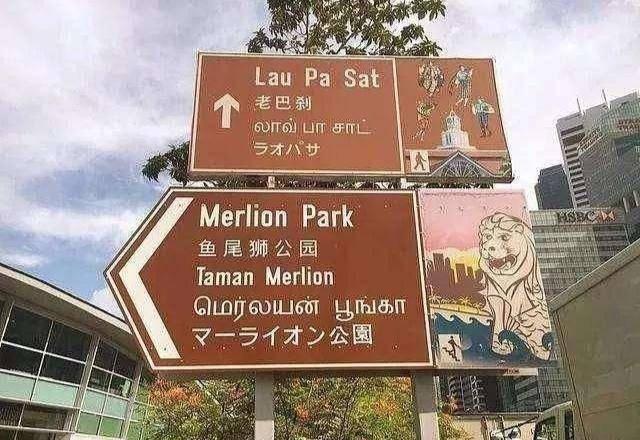 Lau Pa Sat
老巴刹
லாவ் பா சாட்
ラオパサ
Merlion Park
鱼尾狮公园
Taman Merlion
மெர்லயன் பூங்கா
マーライオン公園
HSBC